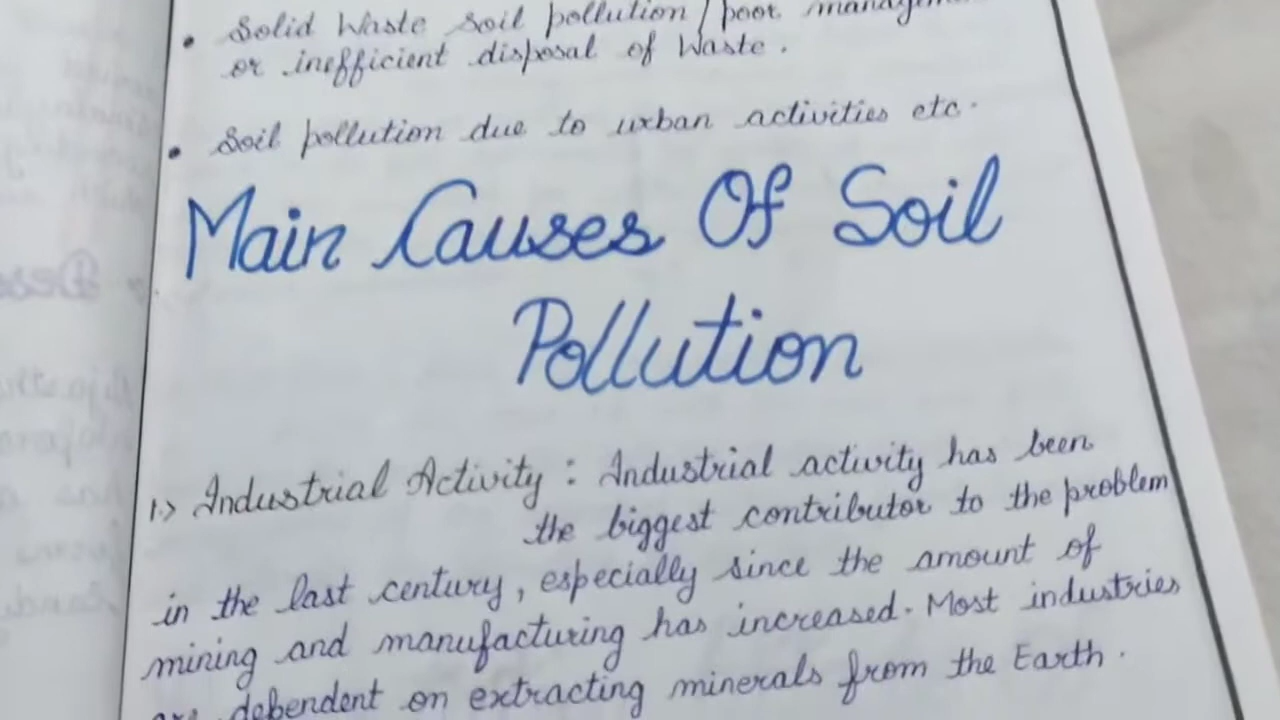 • Solid Waste soil pollution / poor
or inefficient disposal of Waste.
• Soil pollution due to urban activities etc.
Main Causes Of Soil
Pollution
1.> Industrial Activity : Industrial activity has been
the biggest contributor to the problem
in the last century, especially since the amount of
mining and manufacturing has increased. Most industries
are dependent on extracting minerals from the Earth.